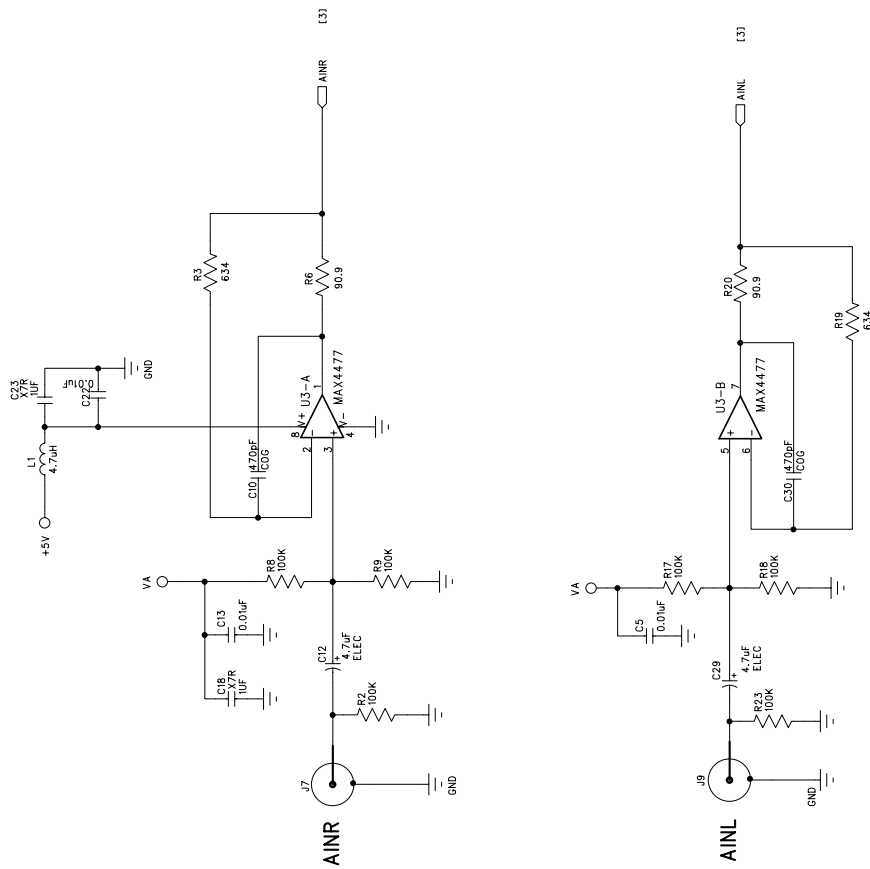 [3]
AINR
R3
634
R6
90.9
C23
X7R
1UF
0.01uF
C22
GND
L1
4.7uH
+5V
U3-A
MAX4477
8
V+
1
2
-
3
+
V-
4
470pF
C10
COG
VA
R8
100K
R9
100K
C13
0.01uF
C18
X7R
1UF
C12
+
4.7uF
ELEC
R2
100K
J7
GND
AINR
[3]
AINL
R20
90.9
R19
634
U3-B
MAX4477
7
5
+
6
-
470pF
C30
COG
VA
R17
100K
R18
100K
C5
0.01uF
C29
+
4.7uF
ELEC
R23
100K
J9
GND
AINL